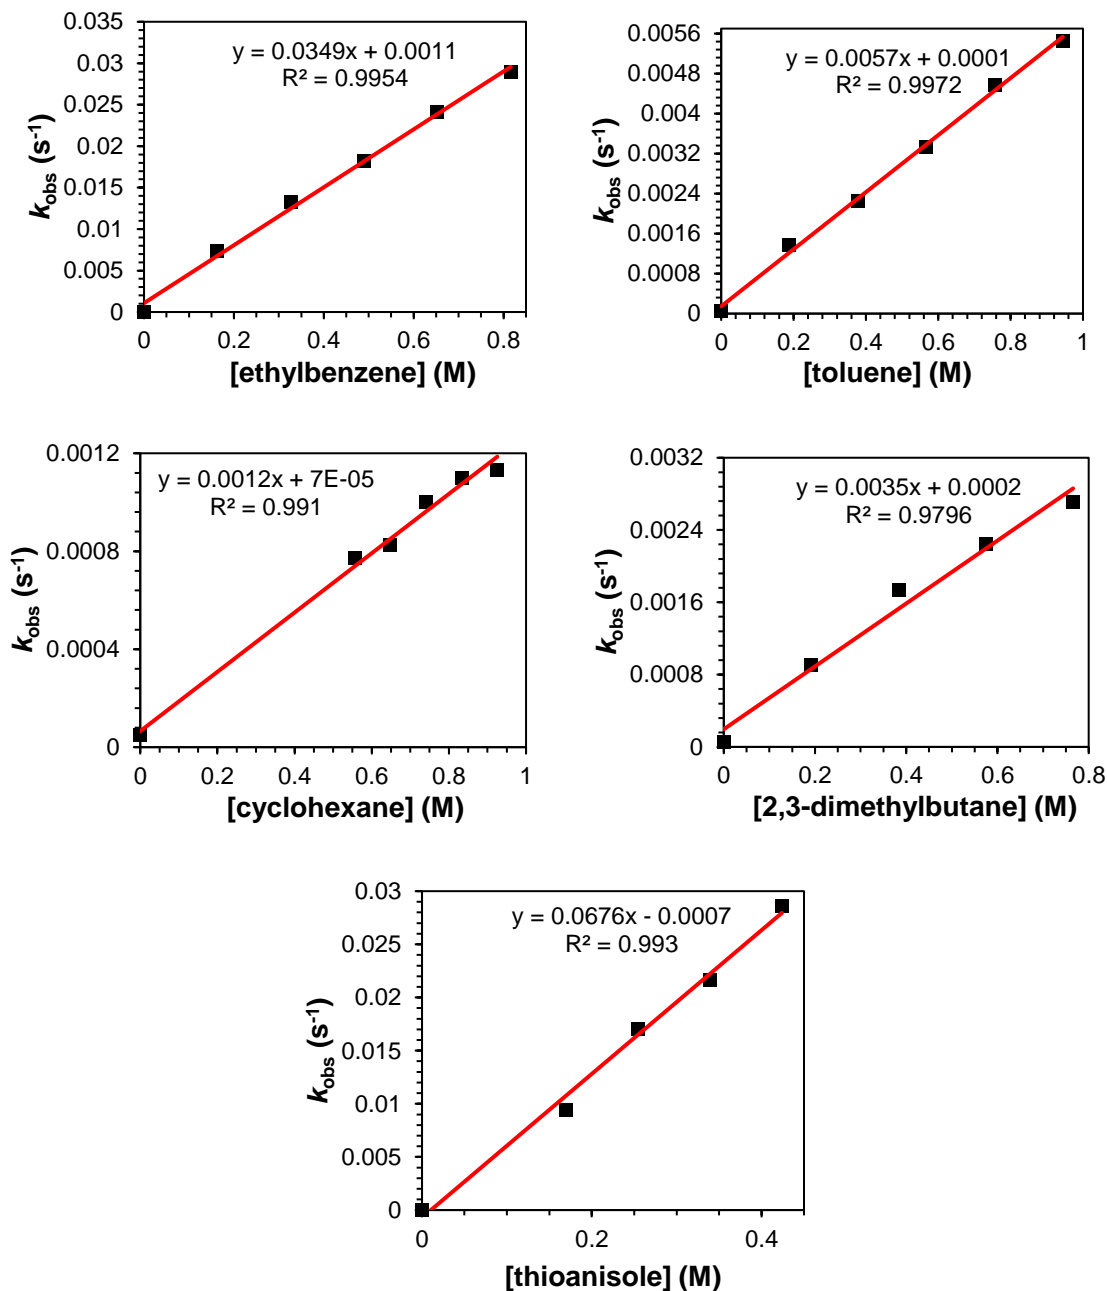 y = 0.0349x + 0.0011
R² = 0.9954
0.035
0.03
0.025
0.02
0.015
0.01
0.005
0
0
0.2
0.4
0.6
0.8
k_obs (s⁻¹)
[ethylbenzene] (M)
y = 0.0057x + 0.0001
R² = 0.9972
0.0056
0.0048
0.004
0.0032
0.0024
0.0016
0.0008
0
0
0.2
0.4
0.6
0.8
1
k_obs (s⁻¹)
[toluene] (M)
y = 0.0012x + 7E-05
R² = 0.991
0.0012
0.0008
0.0004
0
0
0.2
0.4
0.6
0.8
1
k_obs (s⁻¹)
[cyclohexane] (M)
y = 0.0035x + 0.0002
R² = 0.9796
0.0032
0.0024
0.0016
0.0008
0
0
0.2
0.4
0.6
0.8
k_obs (s⁻¹)
[2,3-dimethylbutane] (M)
y = 0.0676x - 0.0007
R² = 0.993
0.03
0.025
0.02
0.015
0.01
0.005
0
0
0.2
0.4
k_obs (s⁻¹)
[thioanisole] (M)